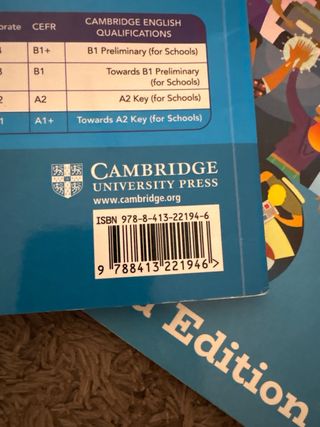 CEFR CAMBRIDGE ENGLISH
QUALIFICATIONS
B1+ B1 Preliminary (for Schools)
B1 Towards B1 Preliminary
(for Schools)
A2 A2 Key (for Schools)
A1+ Towards A2 Key (for Schools)
CAMBRIDGE
UNIVERSITY PRESS
www.cambridge.org
ISBN 978-8-413-22194-6
9 788413 221946 >
Edition